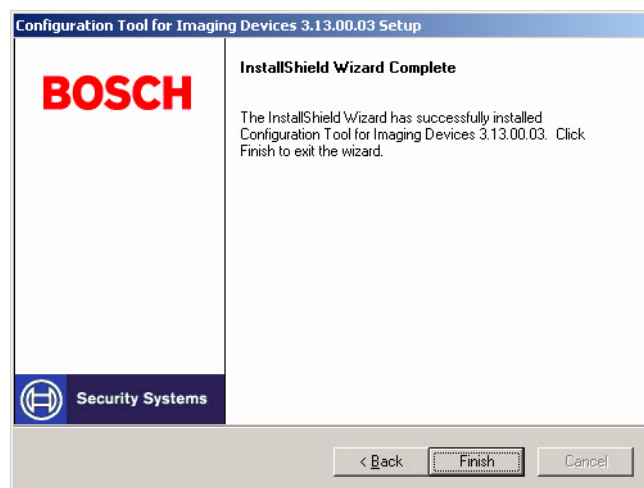 Configuration Tool for Imaging Devices 3.13.00.03 Setup
BOSCH
InstallShield Wizard Complete
The InstallShield Wizard has successfully installed
Configuration Tool for Imaging Devices 3.13.00.03. Click
Finish to exit the wizard.
Security Systems
< Back
Finish
Cancel